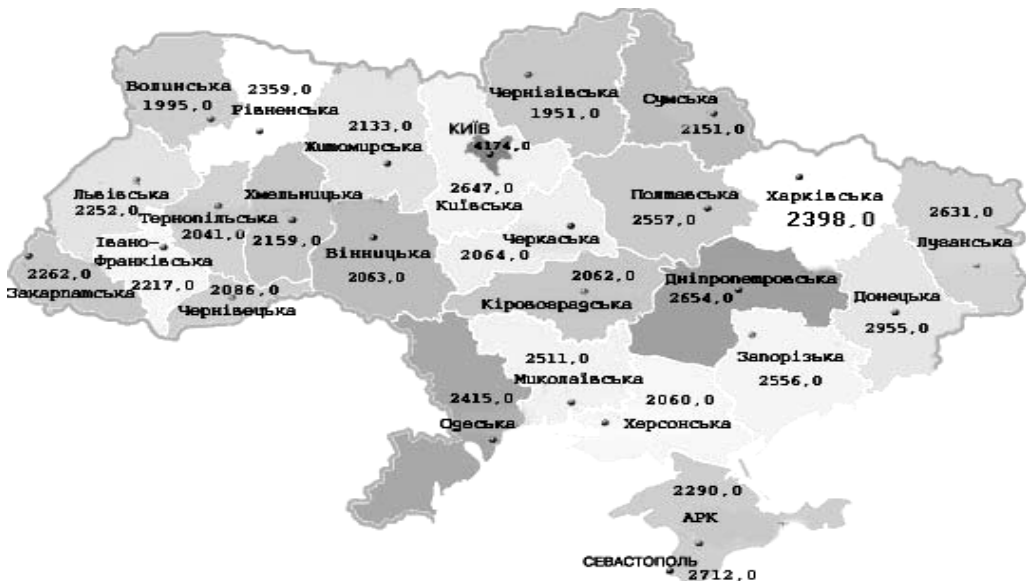 Волинська
1995,0
2359,0
Рівненська
2133,0
Житомирська
КИЇВ
4174,0
2647,0
Київська
Чернігівська
1951,0
Сумська
2151,0
Львівська
2252,0
Тернопільська
2041,0
Хмельницька
2159,0
Вінницька
2063,0
Черкаська
2064,0
Полтавська
2557,0
Харківська
2398,0
2631,0
Луганська
Івано-
Франківська
2217,0
2262,0
Закарпатська
2086,0
Чернівецька
2062,0
Кіровоградська
Дніпропетровська
2654,0
Донецька
2955,0
2511,0
Миколаївська
Запорізька
2556,0
2415,0
Одеська
2060,0
Херсонська
2290,0
АРК
СЕВАСТОПОЛЬ
2712,0